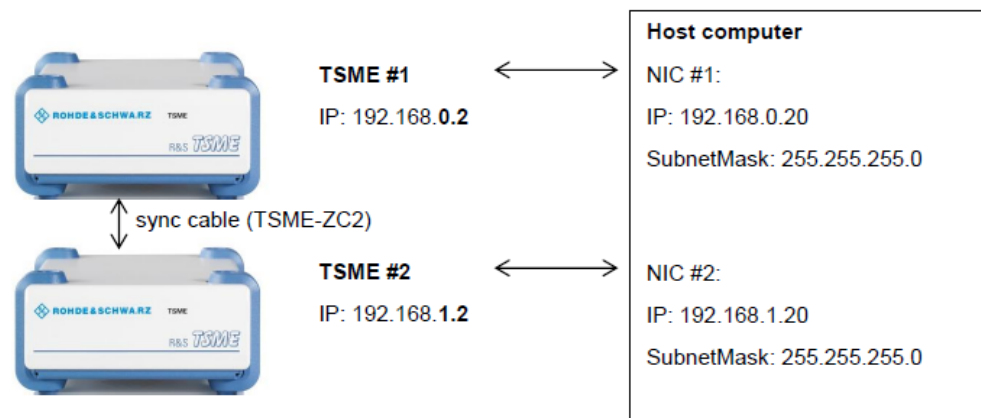 ROHDE&SCHWARZ TSME
R&S TSME
TSME #1
IP: 192.168.0.2
sync cable (TSME-ZC2)
ROHDE&SCHWARZ TSME
R&S TSME
TSME #2
IP: 192.168.1.2
Host computer
NIC #1:
IP: 192.168.0.20
SubnetMask: 255.255.255.0
NIC #2:
IP: 192.168.1.20
SubnetMask: 255.255.255.0